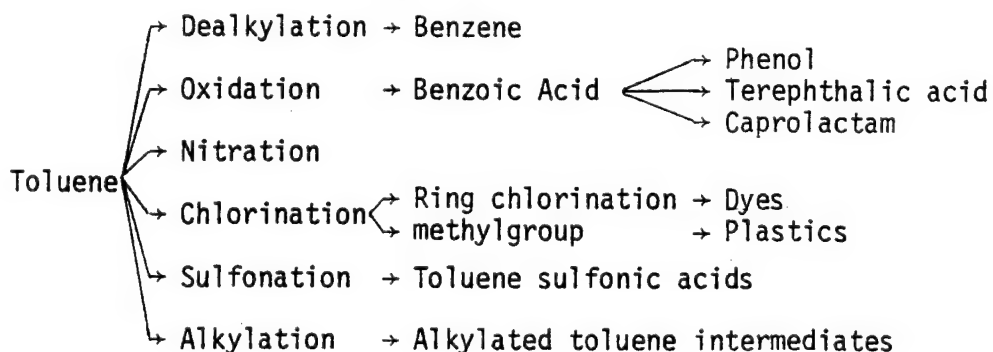 Dealkylation → Benzene
Phenol
Oxidation → Benzoic Acid → Terephthalic acid
Caprolactam
Nitration
Toluene
Chlorination → Ring chlorination → Dyes
→ methylgroup → Plastics
Sulfonation → Toluene sulfonic acids
Alkylation → Alkylated toluene intermediates